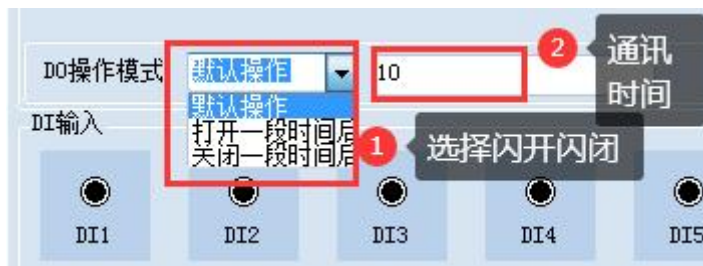 DO操作模式 默认操作 10 2 通讯时间
默认操作
DI输入 打开一段时间后
关闭一段时间后 1 选择闪开闪闭
DI1 DI2 DI3 DI4 DI5